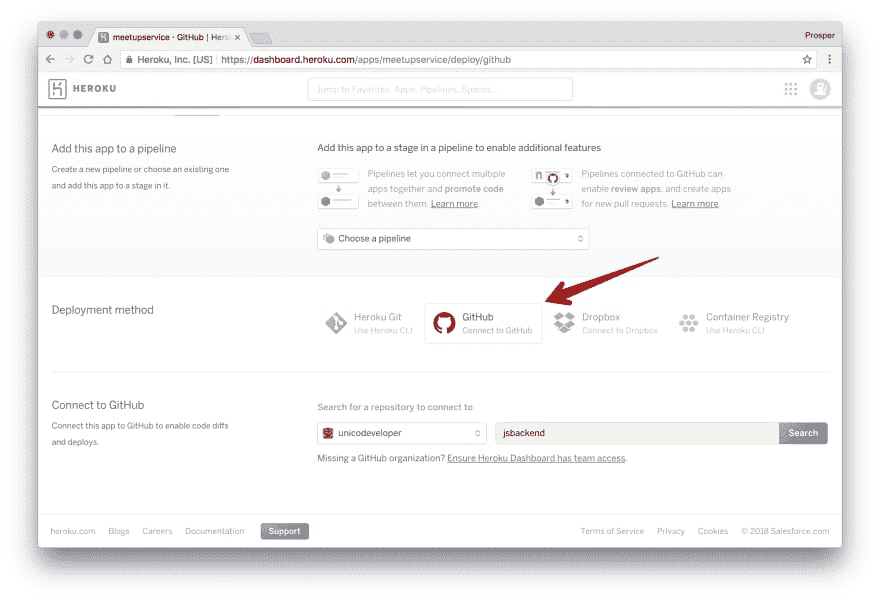 meetupservice · GitHub | Hero
Prosper
Heroku, Inc. [US] | https://dashboard.heroku.com/apps/meetupservice/deploy/github
HEROKU
Jump to Favorites, Apps, Pipelines, Spaces...
Add this app to a pipeline
Create a new pipeline or choose an existing one
and add this app to a stage in it.
Add this app to a stage in a pipeline to enable additional features
Pipelines let you connect multiple
apps together and promote code
between them. Learn more.
Pipelines connected to GitHub can
enable review apps, and create apps
for new pull requests. Learn more.
Choose a pipeline
Deployment method
Heroku Git
Use Heroku CLI
GitHub
Connect to GitHub
Dropbox
Connect to Dropbox
Container Registry
Use Heroku CLI
Connect to GitHub
Connect this app to GitHub to enable code diffs
and deploys.
Search for a repository to connect to
unicodeveloper
jsbackend
Search
Missing a GitHub organization? Ensure Heroku Dashboard has team access.
heroku.com Blogs Careers Documentation Support
Terms of Service Privacy Cookies © 2018 Salesforce.com